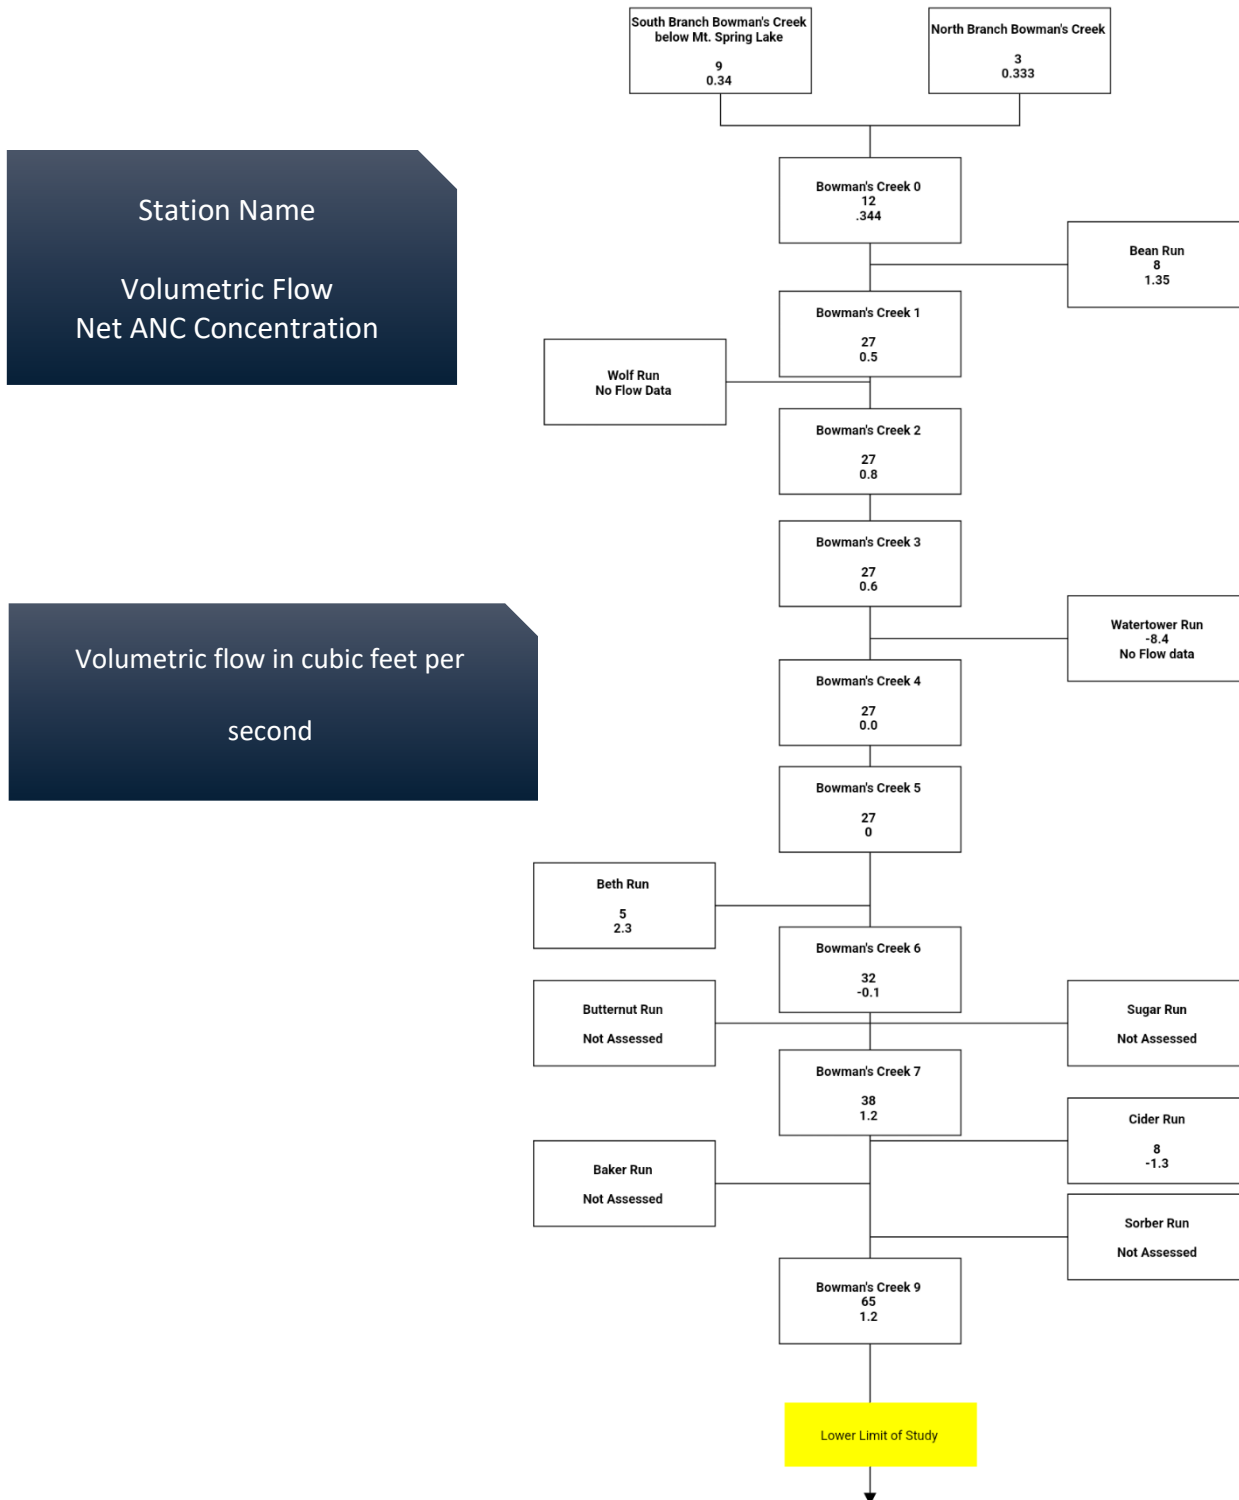 South Branch Bowman's Creek
below Mt. Spring Lake
9
0.34
North Branch Bowman's Creek
3
0.333
Station Name
Volumetric Flow
Net ANC Concentration
Bowman's Creek 0
12
.344
Bean Run
8
1.35
Bowman's Creek 1
27
0.5
Wolf Run
No Flow Data
Bowman's Creek 2
27
0.8
Bowman's Creek 3
27
0.6
Volumetric flow in cubic feet per
second
Watertower Run
-8.4
No Flow data
Bowman's Creek 4
27
0.0
Bowman's Creek 5
27
0
Beth Run
5
2.3
Bowman's Creek 6
32
-0.1
Butternut Run
Not Assessed
Sugar Run
Not Assessed
Bowman's Creek 7
38
1.2
Cider Run
8
-1.3
Baker Run
Not Assessed
Sorber Run
Not Assessed
Bowman's Creek 9
65
1.2
Lower Limit of Study